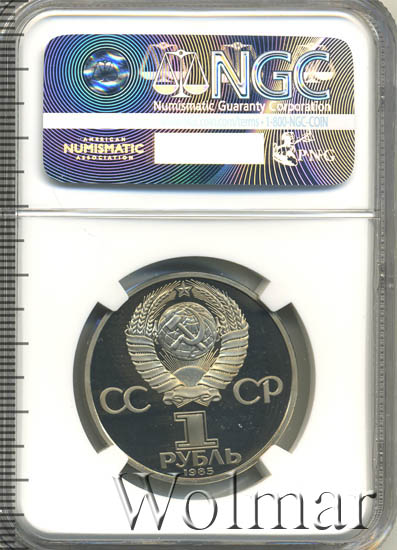 NGC
Numismatic Guaranty Corporation
1-800-NGC-COIN
AMERICAN
NUMISMATIC
ASSOCIATION
PNG
СС СР
1
РУБЛЬ
1985
Wolmar